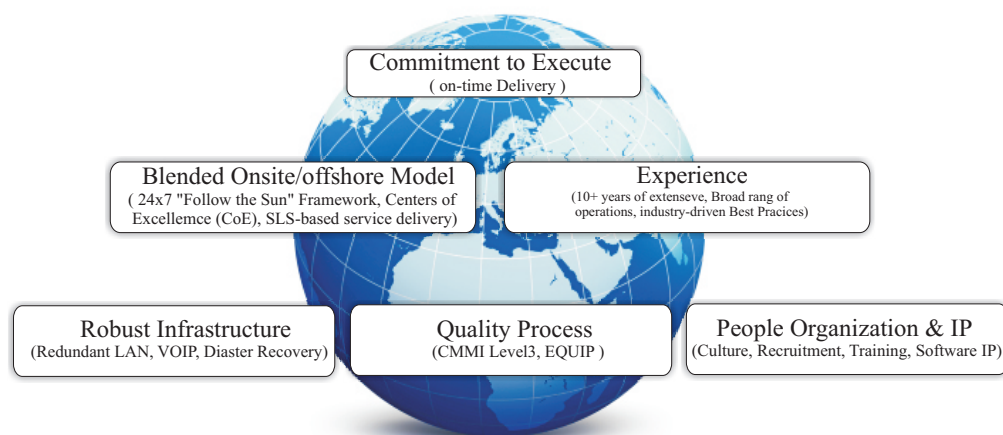 Commitment to Execute
( on-time Delivery )
Blended Onsite/offshore Model
( 24x7 "Follow the Sun" Framework, Centers of
Excellemce (CoE), SLS-based service delivery)
Experience
(10+ years of extenseve, Broad rang of
operations, industry-driven Best Pracices)
Robust Infrastructure
(Redundant LAN, VOIP, Diaster Recovery)
Quality Process
(CMMI Level3, EQUIP )
People Organization & IP
(Culture, Recruitment, Training, Software IP)